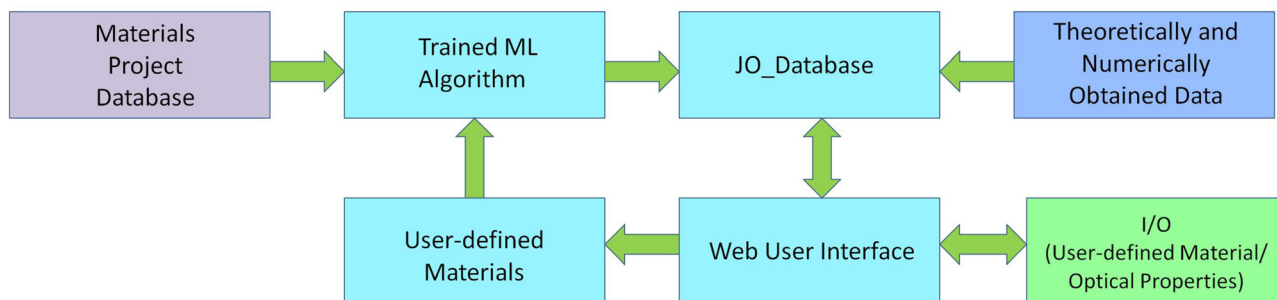 Materials
Project
Database
Trained ML
Algorithm
JO_Database
Theoretically and
Numerically
Obtained Data
User-defined
Materials
Web User Interface
I/O
(User-defined Material/
Optical Properties)